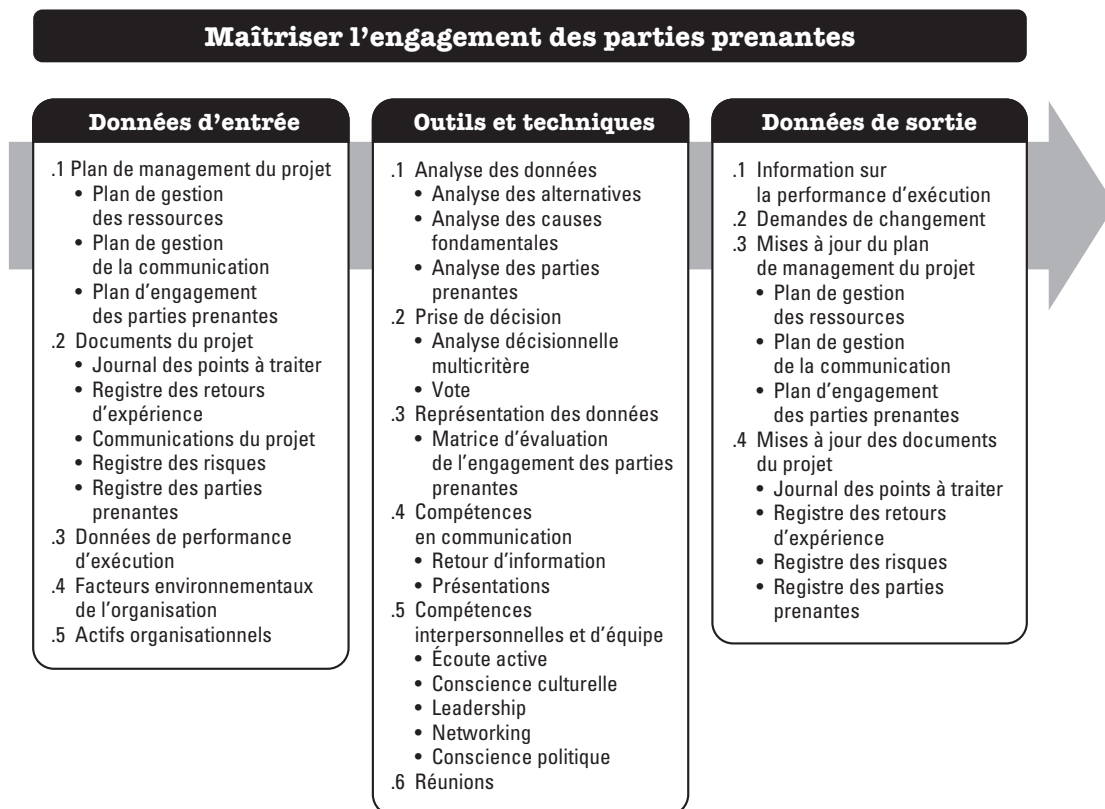 Maîtriser l’engagement des parties prenantes
Données d’entrée
.1 Plan de management du projet
• Plan de gestion
des ressources
• Plan de gestion
de la communication
• Plan d’engagement
des parties prenantes
.2 Documents du projet
• Journal des points à traiter
• Registre des retours
d’expérience
• Communications du projet
• Registre des risques
• Registre des parties
prenantes
.3 Données de performance
d’exécution
.4 Facteurs environnementaux
de l’organisation
.5 Actifs organisationnels
Outils et techniques
.1 Analyse des données
• Analyse des alternatives
• Analyse des causes
fondamentales
• Analyse des parties
prenantes
.2 Prise de décision
• Analyse décisionnelle
multicritère
• Vote
.3 Représentation des données
• Matrice d’évaluation
de l’engagement des parties
prenantes
.4 Compétences
en communication
• Retour d’information
• Présentations
.5 Compétences
interpersonnelles et d’équipe
• Écoute active
• Conscience culturelle
• Leadership
• Networking
• Conscience politique
.6 Réunions
Données de sortie
.1 Information sur
la performance d’exécution
.2 Demandes de changement
.3 Mises à jour du plan
de management du projet
• Plan de gestion
des ressources
• Plan de gestion
de la communication
• Plan d’engagement
des parties prenantes
.4 Mises à jour des documents
du projet
• Journal des points à traiter
• Registre des retours
d’expérience
• Registre des risques
• Registre des parties
prenantes